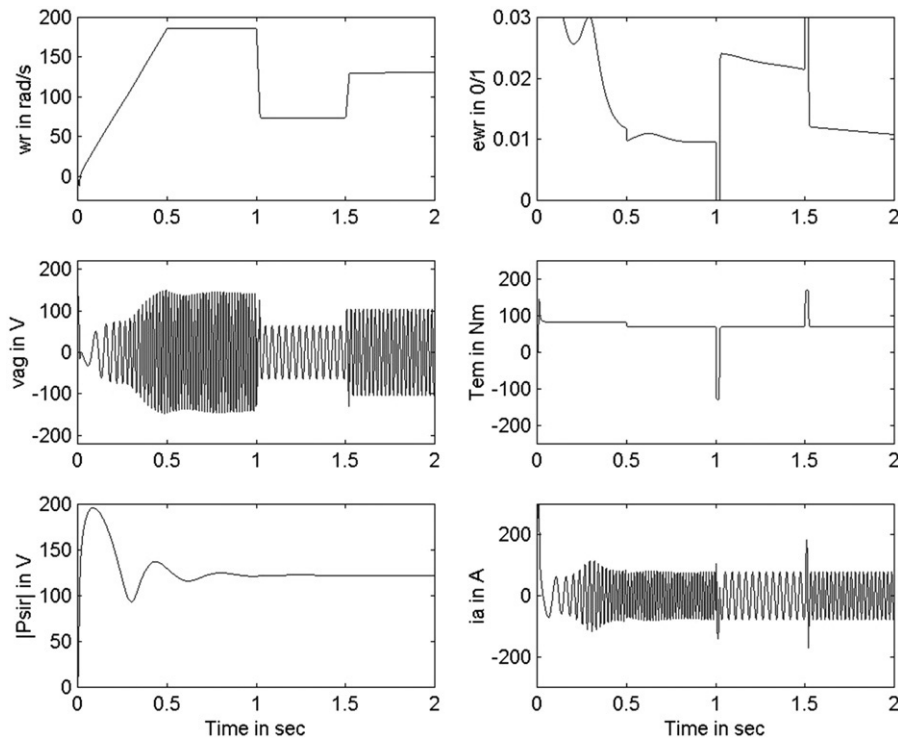 wr in rad/s
200
150
100
50
0
0 0.5 1 1.5 2
ewr in 0/1
0.03
0.02
0.01
0
0 0.5 1 1.5 2
vag in V
200
100
0
-100
-200
0 0.5 1 1.5 2
Tem in Nm
200
100
0
-100
-200
0 0.5 1 1.5 2
|Psir| in V
200
150
100
50
0
0 0.5 1 1.5 2
Time in sec
ia in A
200
0
-200
0 0.5 1 1.5 2
Time in sec